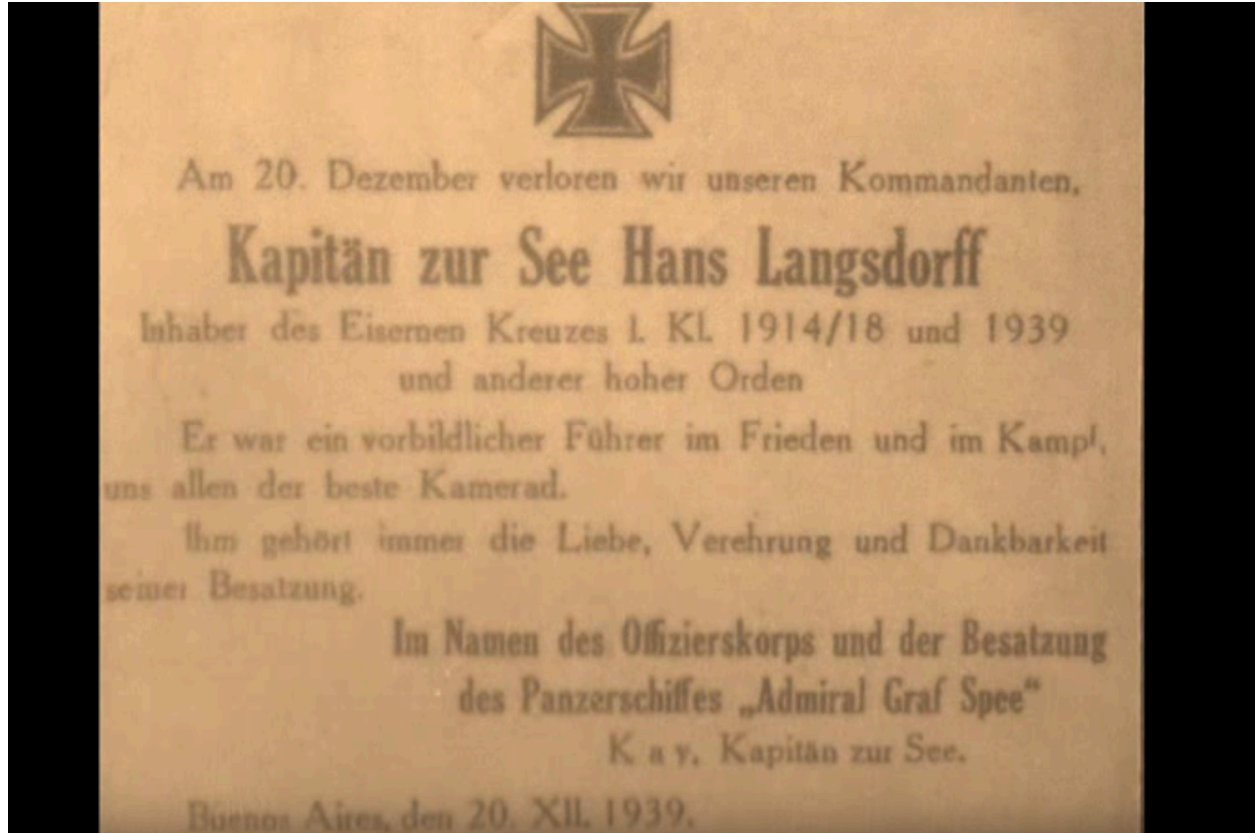 Am 20. Dezember verloren wir unseren Kommandanten,
Kapitän zur See Hans Langsdorff
Inhaber des Eisernen Kreuzes I. Kl. 1914/18 und 1939
und anderer hoher Orden
Er war ein vorbildlicher Führer im Frieden und im Kampf,
uns allen der beste Kamerad.
Ihm gehört immer die Liebe, Verehrung und Dankbarkeit
seiner Besatzung.
Im Namen des Offizierskorps und der Besatzung
des Panzerschiffes „Admiral Graf Spee“
K a y, Kapitän zur See.
Buenos Aires, den 20. XII. 1939.